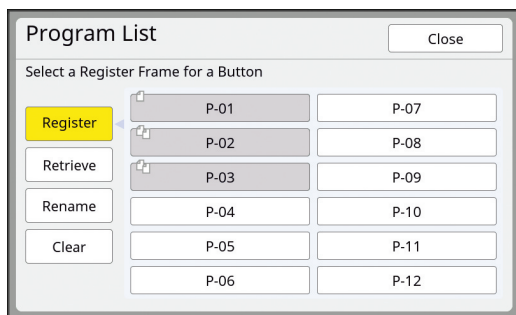 Program List
Close
Select a Register Frame for a Button
Register
Retrieve
Rename
Clear
P-01
P-07
P-02
P-08
P-03
P-09
P-04
P-10
P-05
P-11
P-06
P-12